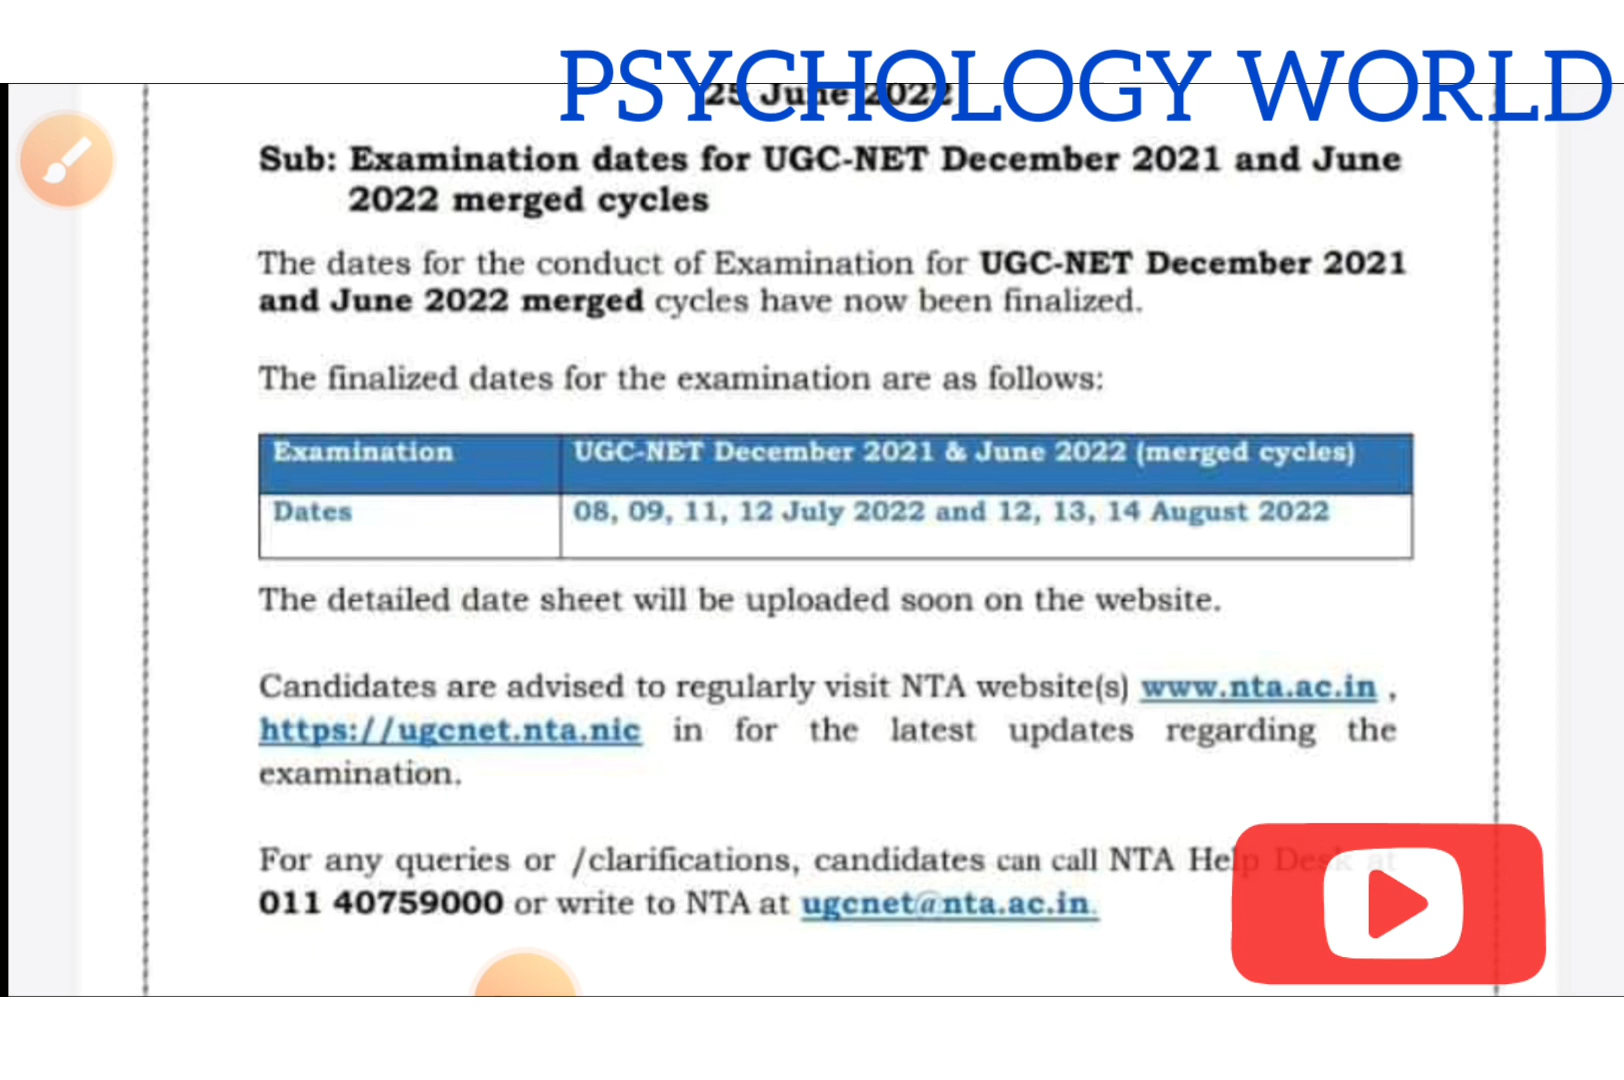 PSYCHOLOGY WORLD
25 June 2022
Sub: Examination dates for UGC-NET December 2021 and June
2022 merged cycles
The dates for the conduct of Examination for UGC-NET December 2021
and June 2022 merged cycles have now been finalized.
The finalized dates for the examination are as follows:
Examination UGC-NET December 2021 & June 2022 (merged cycles)
Dates 08, 09, 11, 12 July 2022 and 12, 13, 14 August 2022
The detailed date sheet will be uploaded soon on the website.
Candidates are advised to regularly visit NTA website(s) www.nta.ac.in ,
https://ugcnet.nta.nic in for the latest updates regarding the
examination.
For any queries or /clarifications, candidates can call NTA Help Desk at
011 40759000 or write to NTA at ugcnet@nta.ac.in.